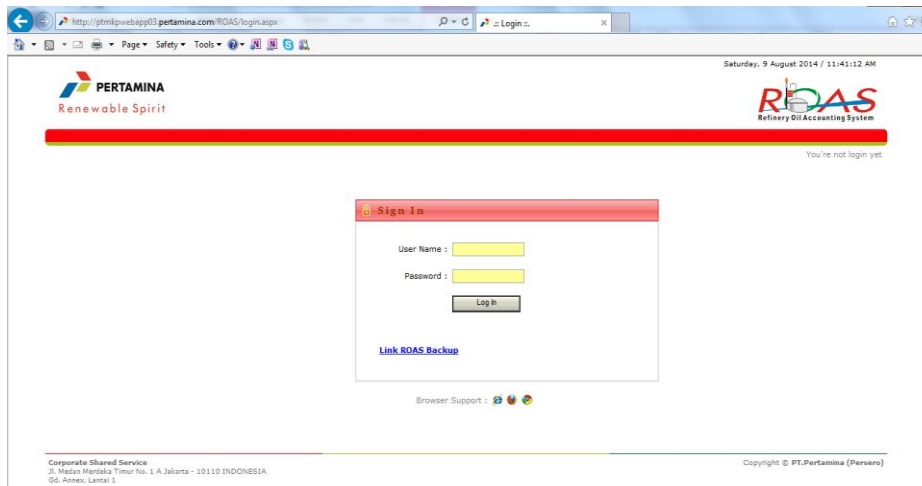 http://ptmkpwebapp03.pertamina.com/ROAS/login.aspx
.:: Login ::.
Page Safety Tools
Saturday, 9 August 2014 / 11:41:12 AM
PERTAMINA
Renewable Spirit
ROAS
Refinery Oil Accounting System
You're not login yet
Sign In
User Name :
Password :
Log In
Link ROAS Backup
Browser Support :
Corporate Shared Service
Jl. Medan Merdeka Timur No. 1 A Jakarta - 10110 INDONESIA
Gd. Annex, Lantai 1
Copyright © PT.Pertamina (Persero)